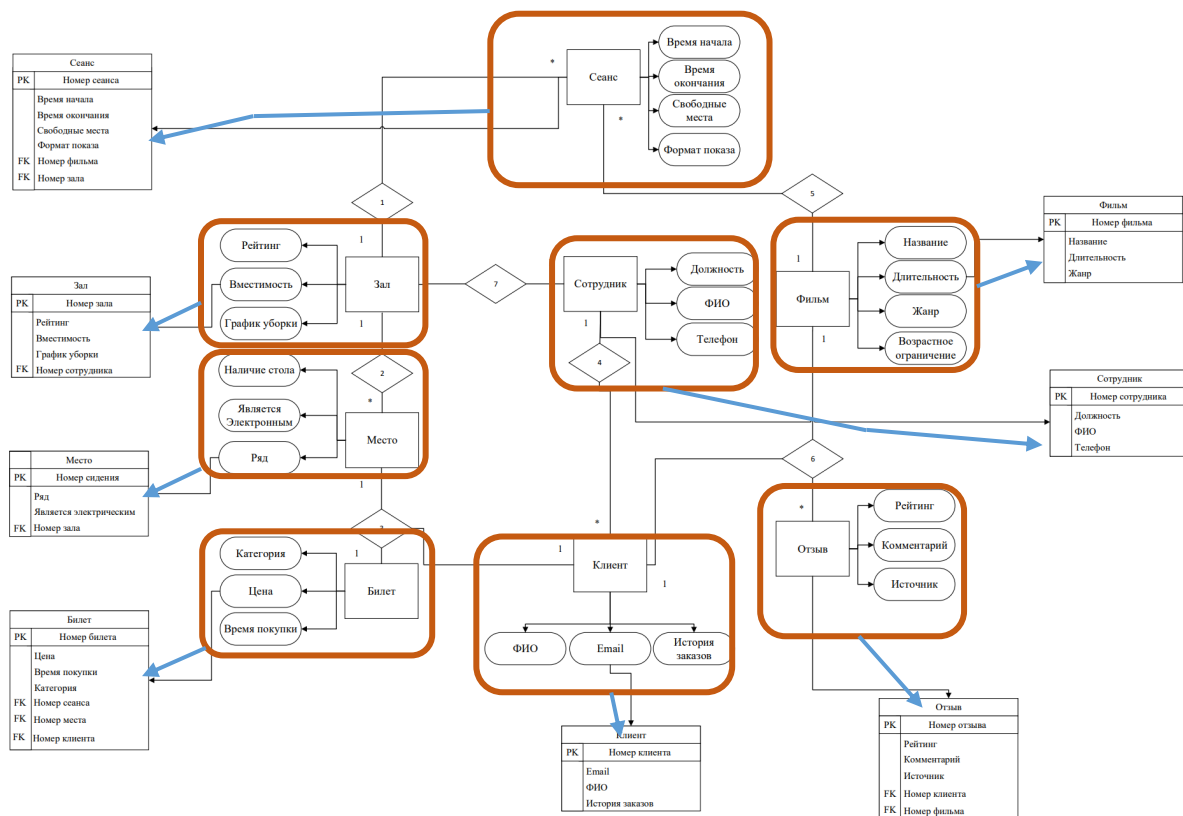 Сеанс
PK Номер сеанса
Время начала
Время окончания
Свободные места
Формат показа
FK Номер фильма
FK Номер зала
*
Сеанс
*
Время начала
Время
окончания
Свободные
места
Формат показа
1
5
Зал
PK Номер зала
Рейтинг
Вместимость
График уборки
FK Номер сотрудника
Рейтинг
Вместимость
График уборки
1
Зал
1
7
Сотрудник
1
4
Должность
ФИО
Телефон
1
Фильм
1
Название
Длительность
Жанр
Возрастное
ограничение
Фильм
PK Номер фильма
Название
Длительность
Жанр
Сотрудник
PK Номер сотрудника
Должность
ФИО
Телефон
Место
PK Номер сидения
Ряд
Является электрическим
FK Номер зала
Наличие стола
Является
Электронным
Ряд
2
*
Место
1
6
Билет
PK Номер билета
Цена
Время покупки
Категория
FK Номер сеанса
FK Номер места
FK Номер клиента
Категория
Цена
Время покупки
1
Билет
*
1
Клиент
1
ФИО
Email
История
заказов
*
Отзыв
Рейтинг
Комментарий
Источник
Клиент
PK Номер клиента
Email
ФИО
История заказов
Отзыв
PK Номер отзыва
Рейтинг
Комментарий
Источник
FK Номер клиента
FK Номер фильма